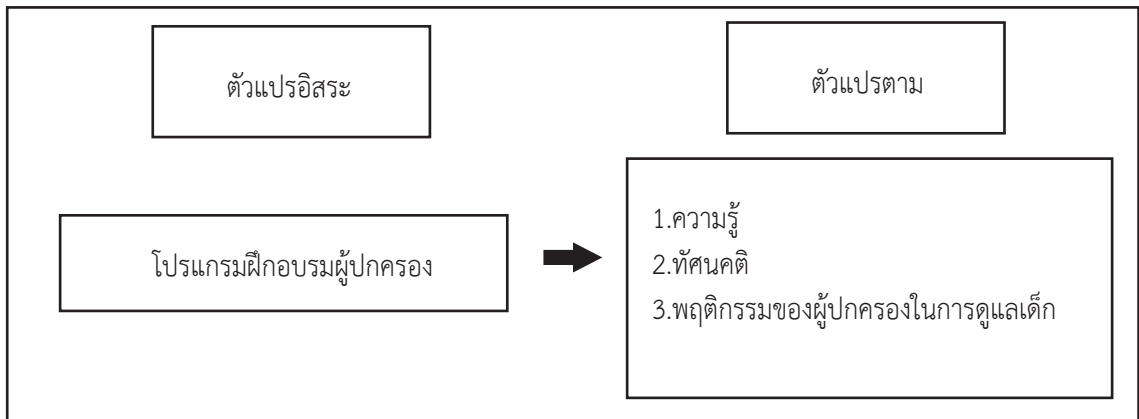 ตัวแปรอิสระ
ตัวแปรตาม
โปรแกรมฝึกอบรมผู้ปกครอง
1.ความรู้
2.ทัศนคติ
3.พฤติกรรมของผู้ปกครองในการดูแลเด็ก